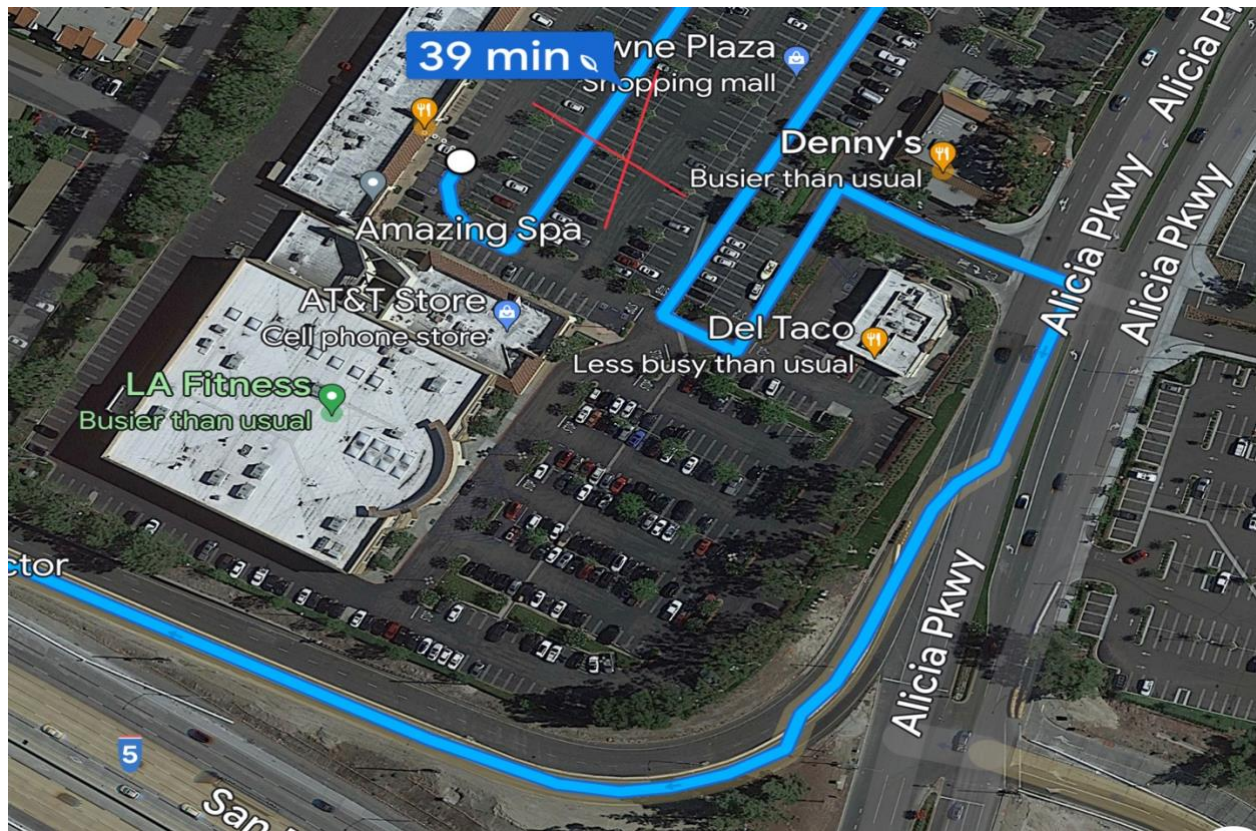 39 min
wne Plaza
Shopping mall
Denny's
Busier than usual
Alicia Pkwy
Alicia Pkwy
Alicia Pkwy
Amazing Spa
AT&T Store
Cell phone store
Alicia Pkwy
Del Taco
Less busy than usual
LA Fitness
Busier than usual
ctor
Alicia Pkwy
5
San